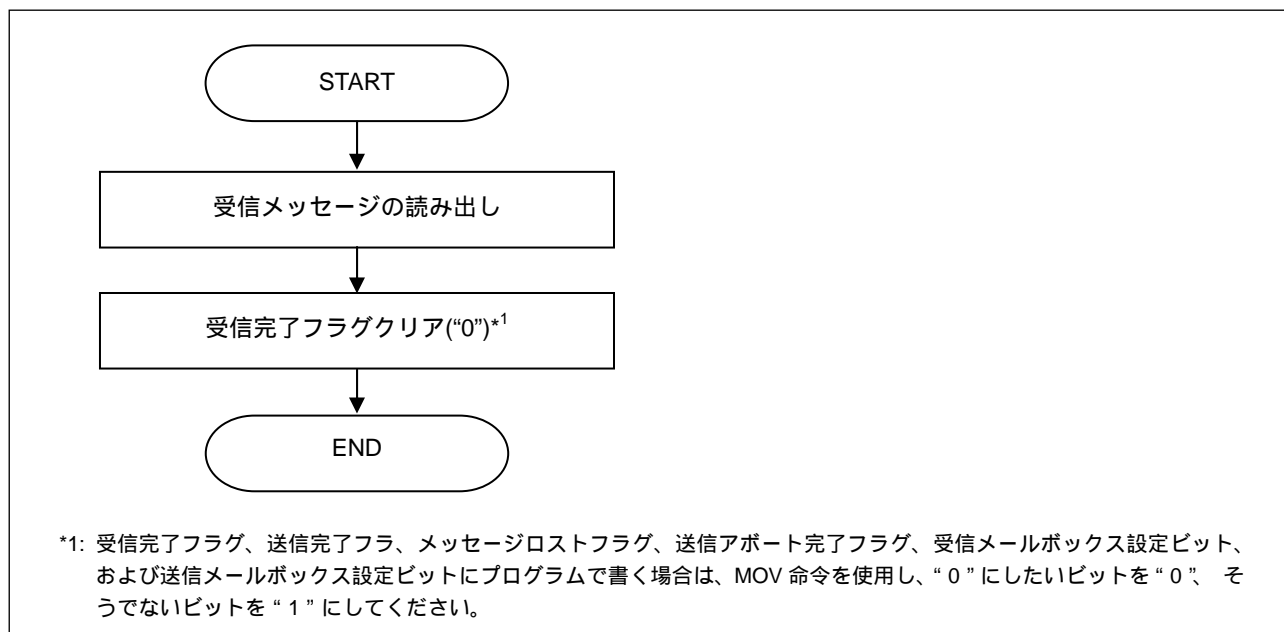 START
受信メッセージの読み出し
受信完了フラグクリア(“0”)*1
END
*1: 受信完了フラグ、送信完了フラ、メッセージロストフラグ、送信アボート完了フラグ、受信メールボックス設定ビット、
および送信メールボックス設定ビットにプログラムで書く場合は、MOV 命令を使用し、“ 0 ” にしたいビットを “ 0 ”、 そ
うでないビットを “ 1 ” にしてください。